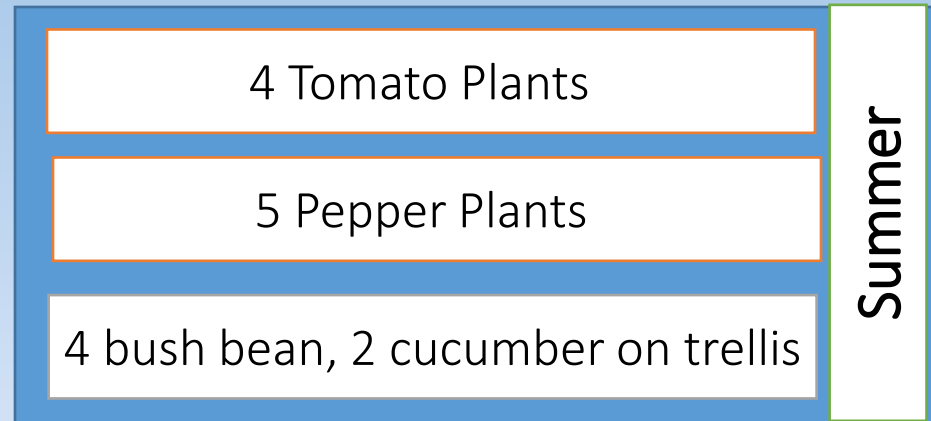 4 Tomato Plants
5 Pepper Plants
4 bush bean, 2 cucumber on trellis
Summer